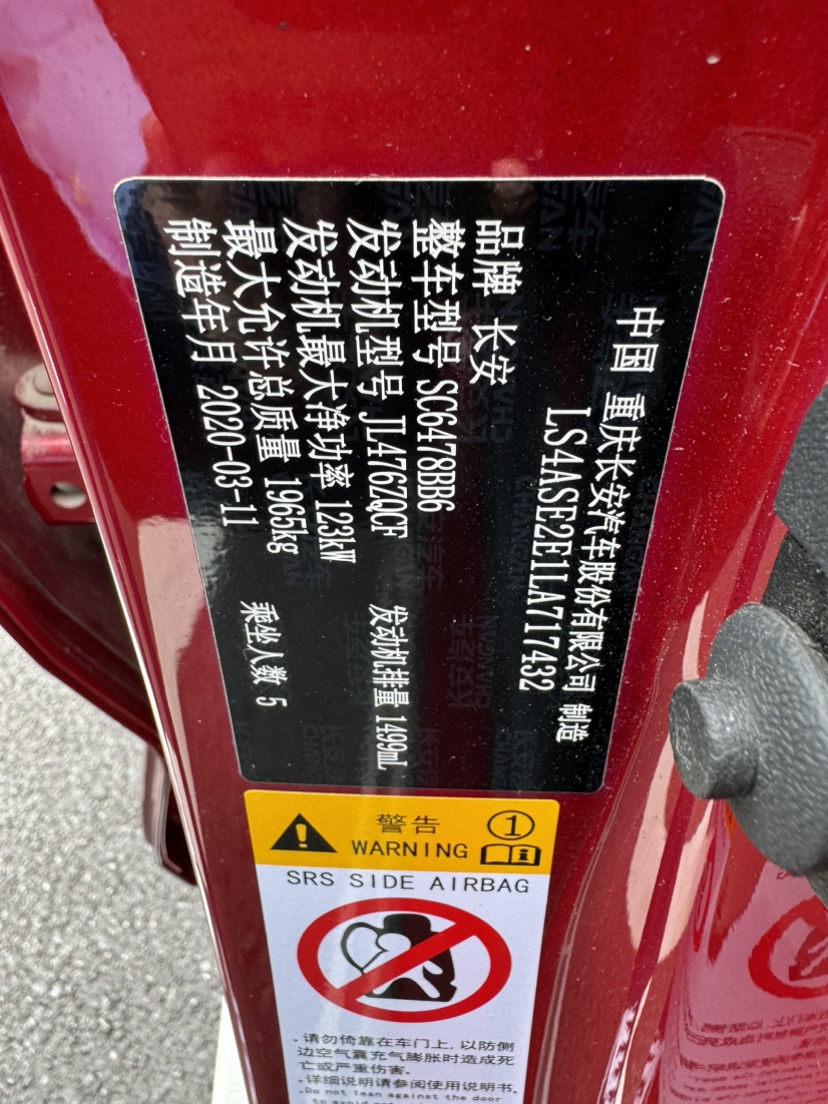 中国 重庆长安汽车股份有限公司 制造
LS4ASE2E1LA717432
品牌 长安
整车型号 SC6478BB6
发动机型号 JL476ZQCF 发动机排量 1499mL
发动机最大净功率 123kW
最大允许总质量 1965kg 乘坐人数 5
制造年月 2020-03-11
警告 1
WARNING
SRS SIDE AIRBAG
.请勿倚靠在车门上,以防侧
边空气囊充气膨胀时造成死
亡或严重伤害.
.详细说明请参阅使用说明书.
.Do not lean against the door